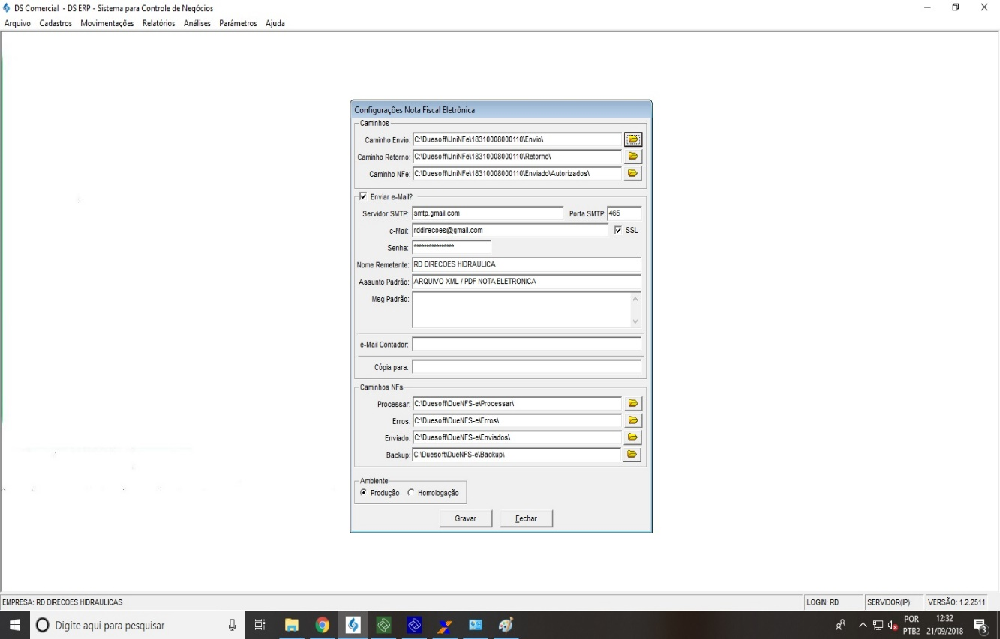 DS Comercial - DS ERP - Sistema para Controle de Negócios
Arquivo Cadastros Movimentações Relatórios Análises Parâmetros Ajuda
Configurações Nota Fiscal Eletrônica
Caminhos
Caminho Envio: C:\Duesoft\UniNFe\18310008000110\Envio\
Caminho Retorno: C:\Duesoft\UniNFe\18310008000110\Retorno\
Caminho NFe: C:\Duesoft\UniNFe\18310008000110\Enviado\Autorizados\
Enviar e-Mail?
Servidor SMTP: smtp.gmail.com Porta SMTP: 465
e-Mail: rddirecoes@gmail.com SSL
Senha: ****************
Nome Remetente: RD DIRECOES HIDRAULICA
Assunto Padrão: ARQUIVO XML / PDF NOTA ELETRONICA
Msg Padrão:
e-Mail Contador:
Cópia para:
Caminhos NFs
Processar: C:\Duesoft\DueNFS-e\Processar\
Erros: C:\Duesoft\DueNFS-e\Erros\
Enviado: C:\Duesoft\DueNFS-e\Enviados\
Backup: C:\Duesoft\DueNFS-e\Backup\
Ambiente
Produção Homologação
Gravar Fechar
EMPRESA: RD DIRECOES HIDRAULICAS LOGIN: RD SERVIDOR(IP): VERSÃO: 1.2.2511
Digite aqui para pesquisar
POR 12:32
PTB2 21/09/2018 3